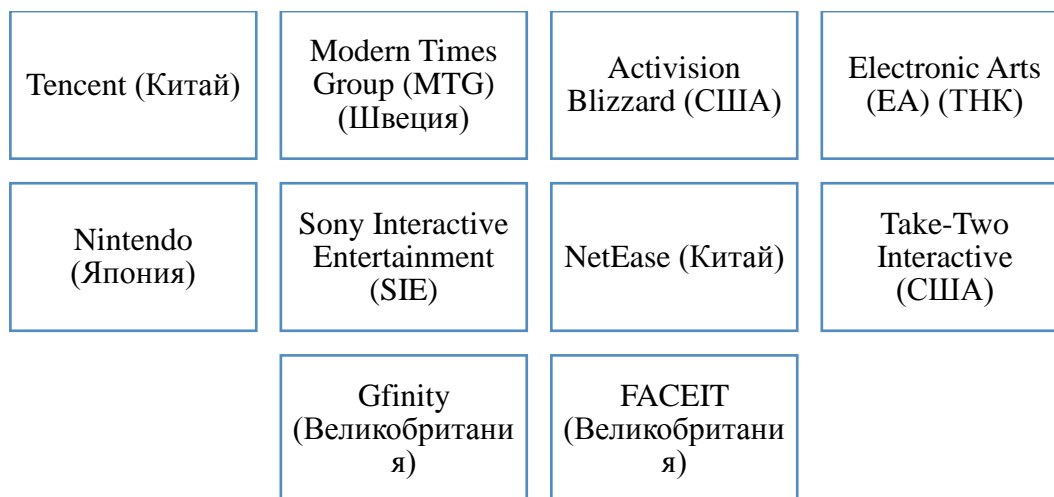 Tencent (Китай)
Modern Times
Group (MTG)
(Швеция)
Activision
Blizzard (США)
Electronic Arts
(EA) (ТНК)
Nintendo
(Япония)
Sony Interactive
Entertainment
(SIE)
NetEase (Китай)
Take-Two
Interactive
(США)
Gfinity
(Великобритани
я)
FACEIT
(Великобритани
я)